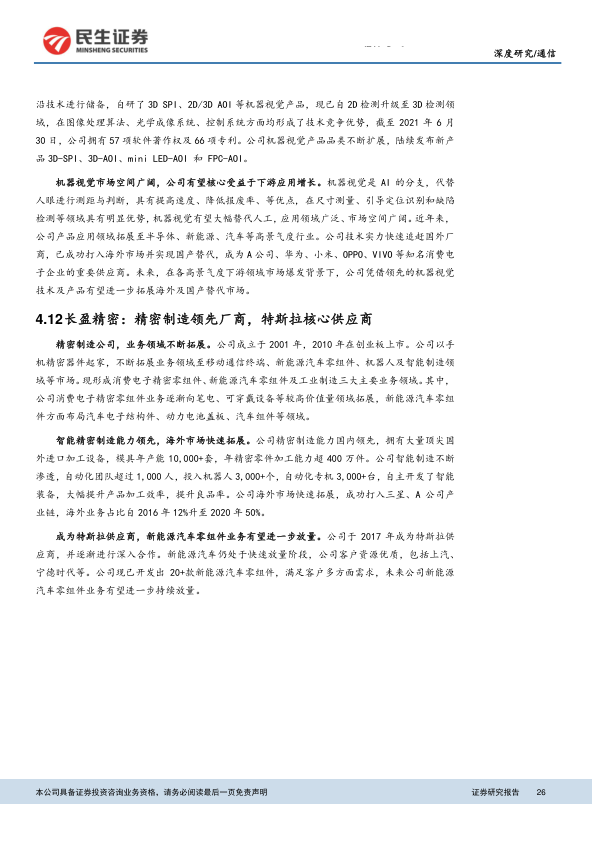 民生证券
MINSHENG SECURITIES
深度研究/通信
沿技术进行储备，自研了 3D SPI、2D/3D AOI 等机器视觉产品，现已自 2D 检测升级至 3D 检测领
域，在图像处理算法、光学成像系统、控制系统方面均形成了技术竞争优势，截至 2021 年 6 月
30 日，公司拥有 57 项软件著作权及 66 项专利。公司机器视觉产品品类不断扩展，陆续发布新产
品 3D-SPI、3D-AOI、mini LED-AOI 和 FPC-AOI。
机器视觉市场空间广阔，公司有望核心受益于下游应用增长。机器视觉是 AI 的分支，代替
人眼进行测距与判断，具有提高速度、降低报废率、等优点，在尺寸测量、引导定位识别和缺陷
检测等领域具有明显优势，机器视觉有望大幅替代人工，应用领域广泛、市场空间广阔。近年来，
公司产品应用领域拓展至半导体、新能源、汽车等高景气度行业。公司技术实力快速追赶国外厂
商，已成功打入海外市场并实现国产替代，成为 A 公司、华为、小米、OPPO、VIVO 等知名消费电
子企业的重要供应商。未来，在各高景气度下游领域市场爆发背景下，公司凭借领先的机器视觉
技术及产品有望进一步拓展海外及国产替代市场。
4.12长盈精密：精密制造领先厂商，特斯拉核心供应商
精密制造公司，业务领域不断拓展。公司成立于 2001 年，2010 年在创业板上市。公司以手
机精密器件起家，不断拓展业务领域至移动通信终端、新能源汽车零组件、机器人及智能制造领
域等市场。现形成消费电子精密零组件、新能源汽车零组件及工业制造三大主要业务领域。其中，
公司消费电子精密零组件业务逐渐向笔电、可穿戴设备等较高价值量领域拓展，新能源汽车零组
件方面布局汽车电子结构件、动力电池盖板、汽车组件等领域。
智能精密制造能力领先，海外市场快速拓展。公司精密制造能力国内领先，拥有大量顶尖国
外进口加工设备，模具年产能 10,000+套，年精密零件加工能力超 400 万件。公司智能制造不断
渗透，自动化团队超过 1,000 人，投入机器人 3,000+个，自动化专机 3,000+台，自主开发了智能
装备，大幅提升产品加工效率，提升良品率。公司海外市场快速拓展，成功打入三星、A 公司产
业链，海外业务占比自 2016 年 12%升至 2020 年 50%。
成为特斯拉供应商，新能源汽车零组件业务有望进一步放量。公司于 2017 年成为特斯拉供
应商，并逐渐进行深入合作。新能源汽车仍处于快速放量阶段，公司客户资源优质，包括上汽、
宁德时代等。公司现已开发出 20+款新能源汽车零组件，满足客户多方面需求，未来公司新能源
汽车零组件业务有望进一步持续放量。
本公司具备证券投资咨询业务资格，请务必阅读最后一页免责声明
证券研究报告 26